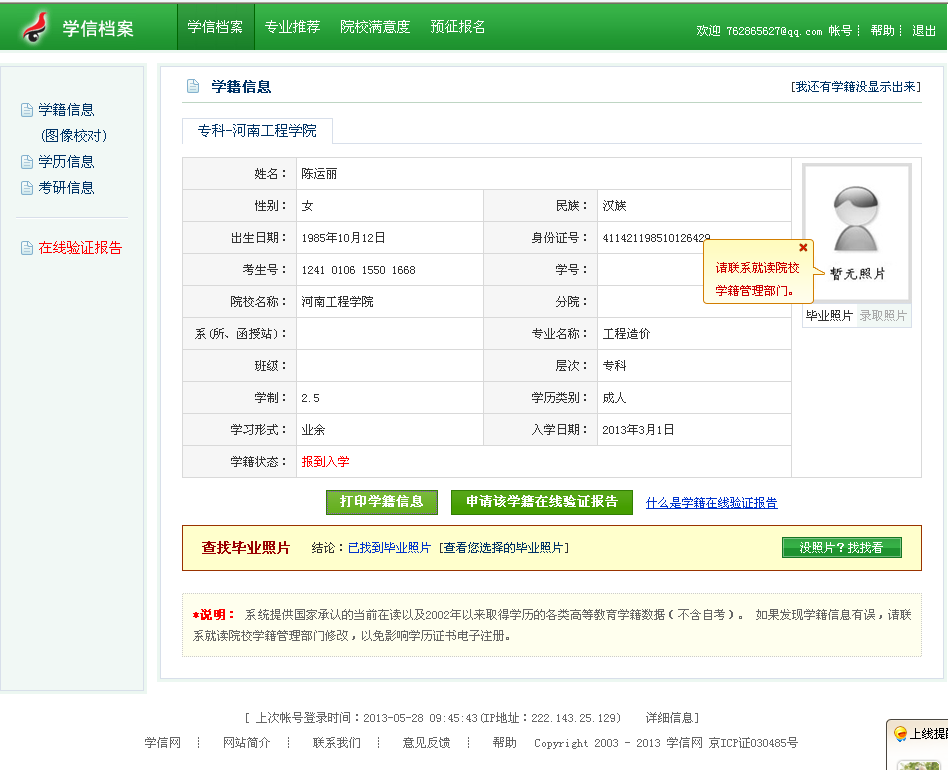 学信档案 学信档案 专业推荐 院校满意度 预征报名 欢迎 762865627@qq.com 帐号┊ 帮助┊ 退出
学籍信息
(图像校对)
学历信息
考研信息
在线验证报告
学籍信息 [我还有学籍没显示出来]
专科-河南工程学院
姓名： 陈运丽
性别： 女 民族： 汉族
出生日期： 1985年10月12日 身份证号： 411421198510126429
考生号： 1241 0106 1550 1668 学号：
院校名称： 河南工程学院 分院：
系(所、函授站)： 专业名称： 工程造价
班级： 层次： 专科
学制： 2.5 学历类别： 成人
学习形式： 业余 入学日期： 2013年3月1日
学籍状态： 报到入学
请联系就读院校
学籍管理部门。
暂无照片
毕业照片 录取照片
打印学籍信息 申请该学籍在线验证报告 什么是学籍在线验证报告
查找毕业照片 结论：已找到毕业照片 [查看您选择的毕业照片] 没照片？找找看
*说明： 系统提供国家承认的当前在读以及2002年以来取得学历的各类高等教育学籍数据（不含自考）。 如果发现学籍信息有误，请联
系就读院校学籍管理部门修改，以免影响学历证书电子注册。
[ 上次帐号登录时间：2013-05-28 09:45:43(IP地址：222.143.25.129) 详细信息]
学信网 ┊ 网站简介 ┊ 联系我们 ┊ 意见反馈 ┊ 帮助 Copyright 2003 - 2013 学信网 京ICP证030485号
上线提